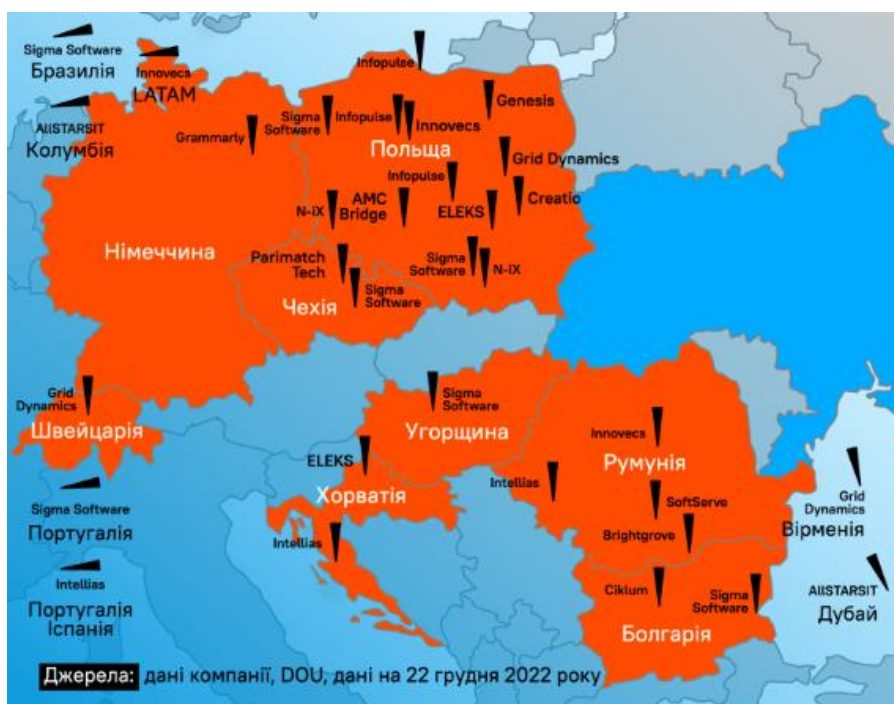 Sigma Software
Бразилія
Innovecs
LATAM
AllSTARSIT
Колумбія
Grammarly
Infopulse
Sigma
Software
Infopulse
Innovecs
Genesis
Польща
Grid Dynamics
Infopulse
Creatio
N-iX
AMC
Bridge
ELEKS
Німеччина
Parimatch
Tech
Sigma
Software
Sigma
Software
N-iX
Чехія
Grid
Dynamics
Швейцарія
Sigma
Software
Угорщина
Innovecs
Румунія
ELEKS
Хорватія
Intellias
SoftServe
Brightgrove
Grid
Dynamics
Вірменія
Sigma Software
Португалія
Intellias
Intellias
Португалія
Іспанія
Ciklum
Sigma
Software
Болгарія
AllSTARSIT
Дубай
Джерела: дані компанії, DOU, дані на 22 грудня 2022 року